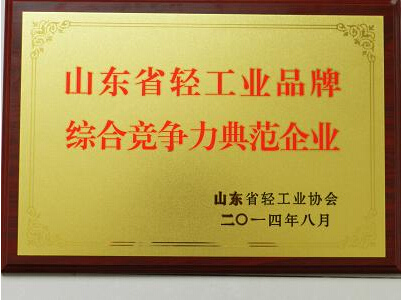 山东省轻工业品牌
综合竞争力典范企业
山东省轻工业协会
二〇一四年八月